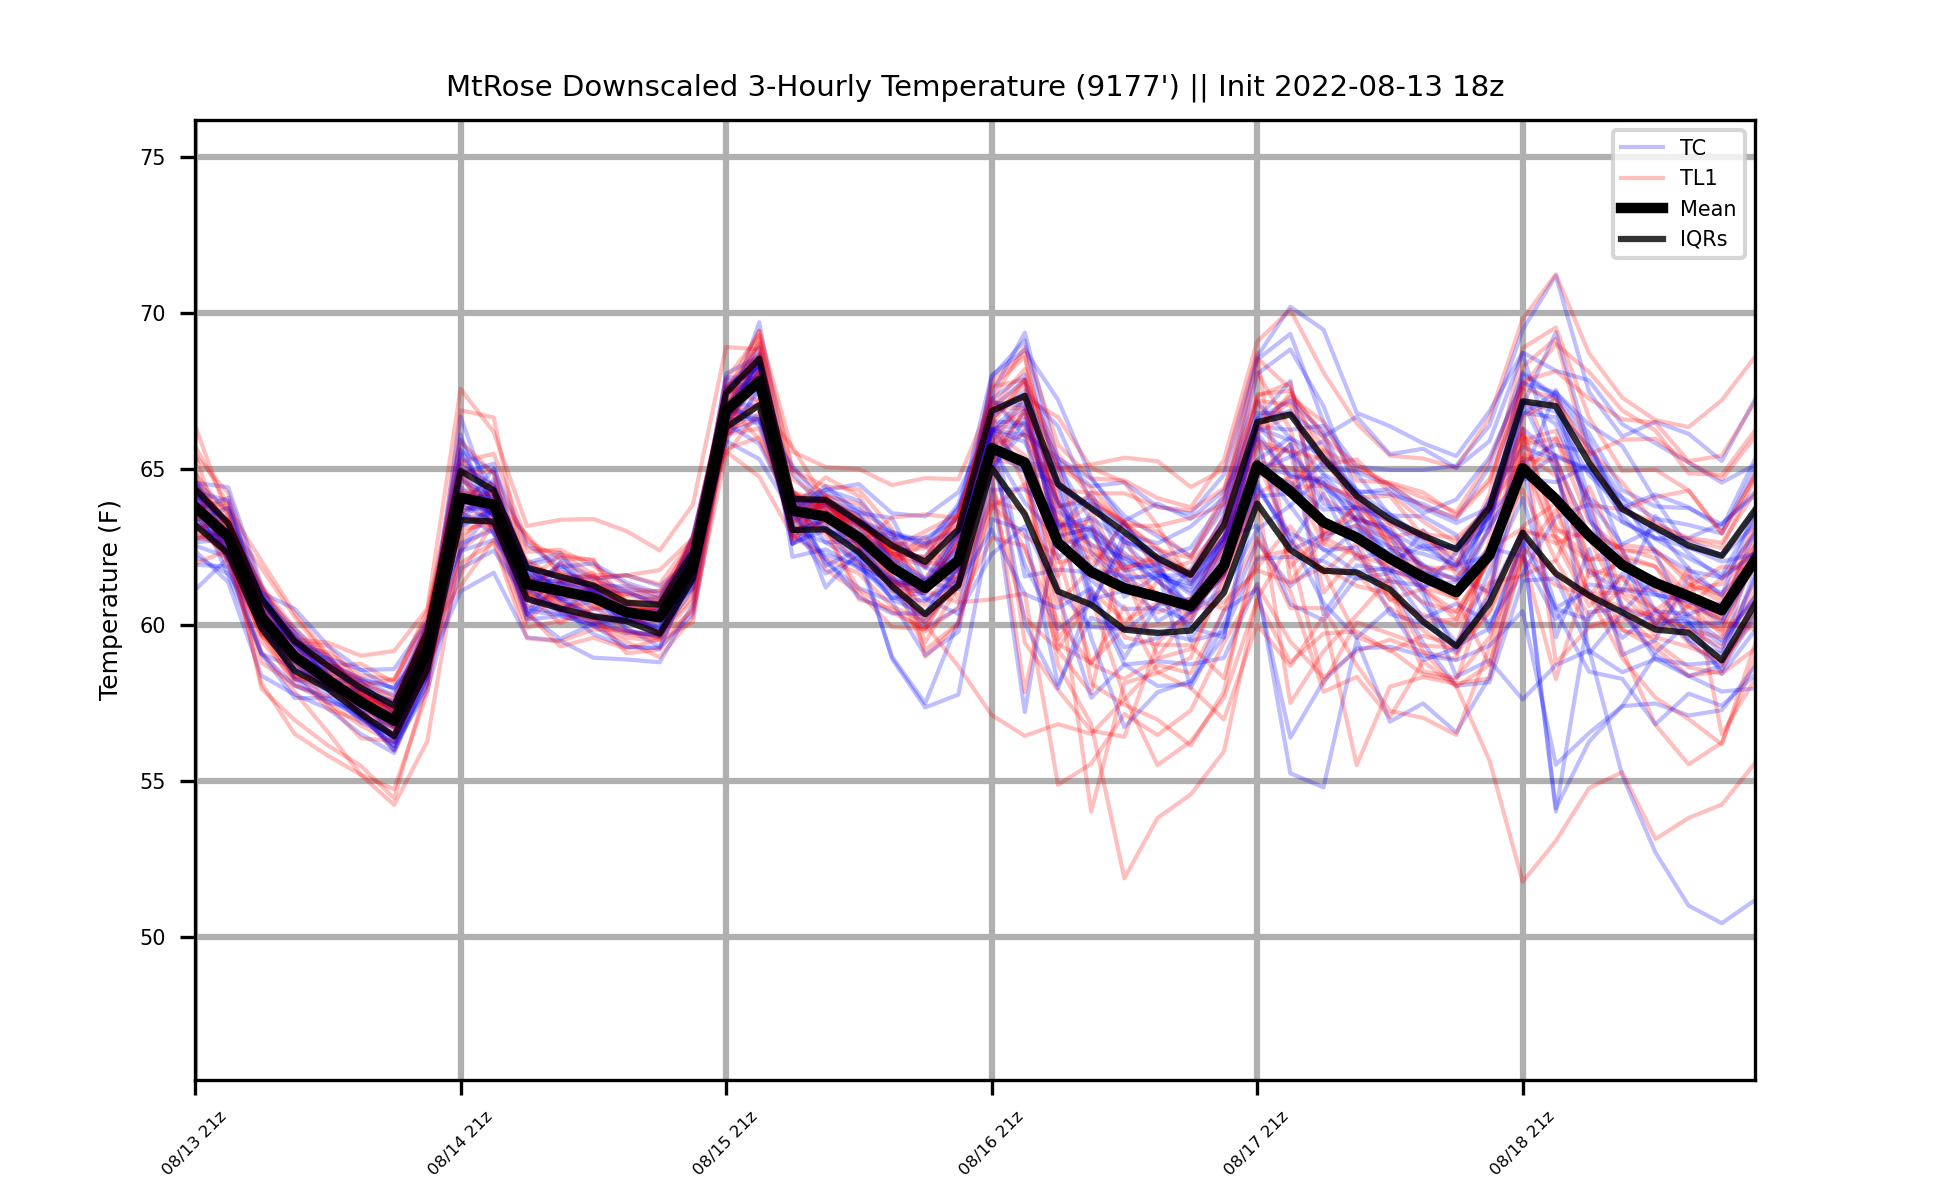 MtRose Downscaled 3-Hourly Temperature (9177') || Init 2022-08-13 18z
TC
TL1
Mean
IQRs
Temperature (F)
75
70
65
60
55
50
08/13 21z
08/14 21z
08/15 21z
08/16 21z
08/17 21z
08/18 21z